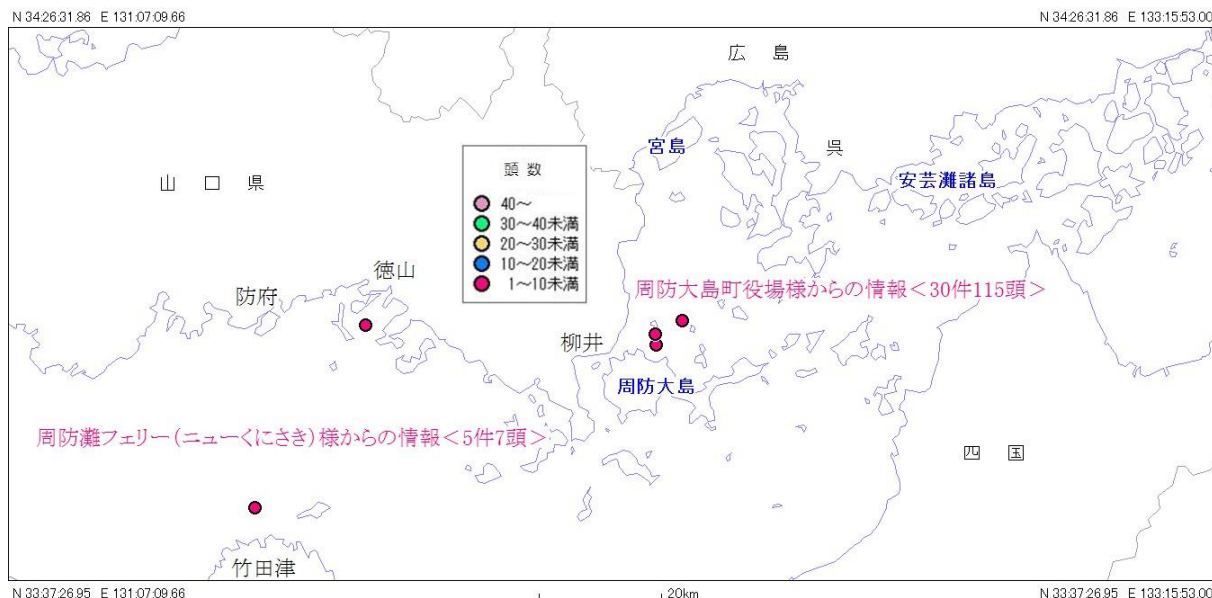 N 34:26:31.86 E 131:07:09.66
N 34:26:31.86 E 133:15:53.00
広 島
宮島
呉
山 口 県
安芸灘諸島
頭 数
40～
30～40未満
20～30未満
10～20未満
1～10未満
徳山
防府
周防大島町役場様からの情報＜30件115頭＞
柳井
周防大島
周防灘フェリー(ニューくにさき)様からの情報＜5件7頭＞
四 国
竹田津
N 33:37:26.95 E 131:07:09.66
20km
N 33:37:26.95 E 133:15:53.00